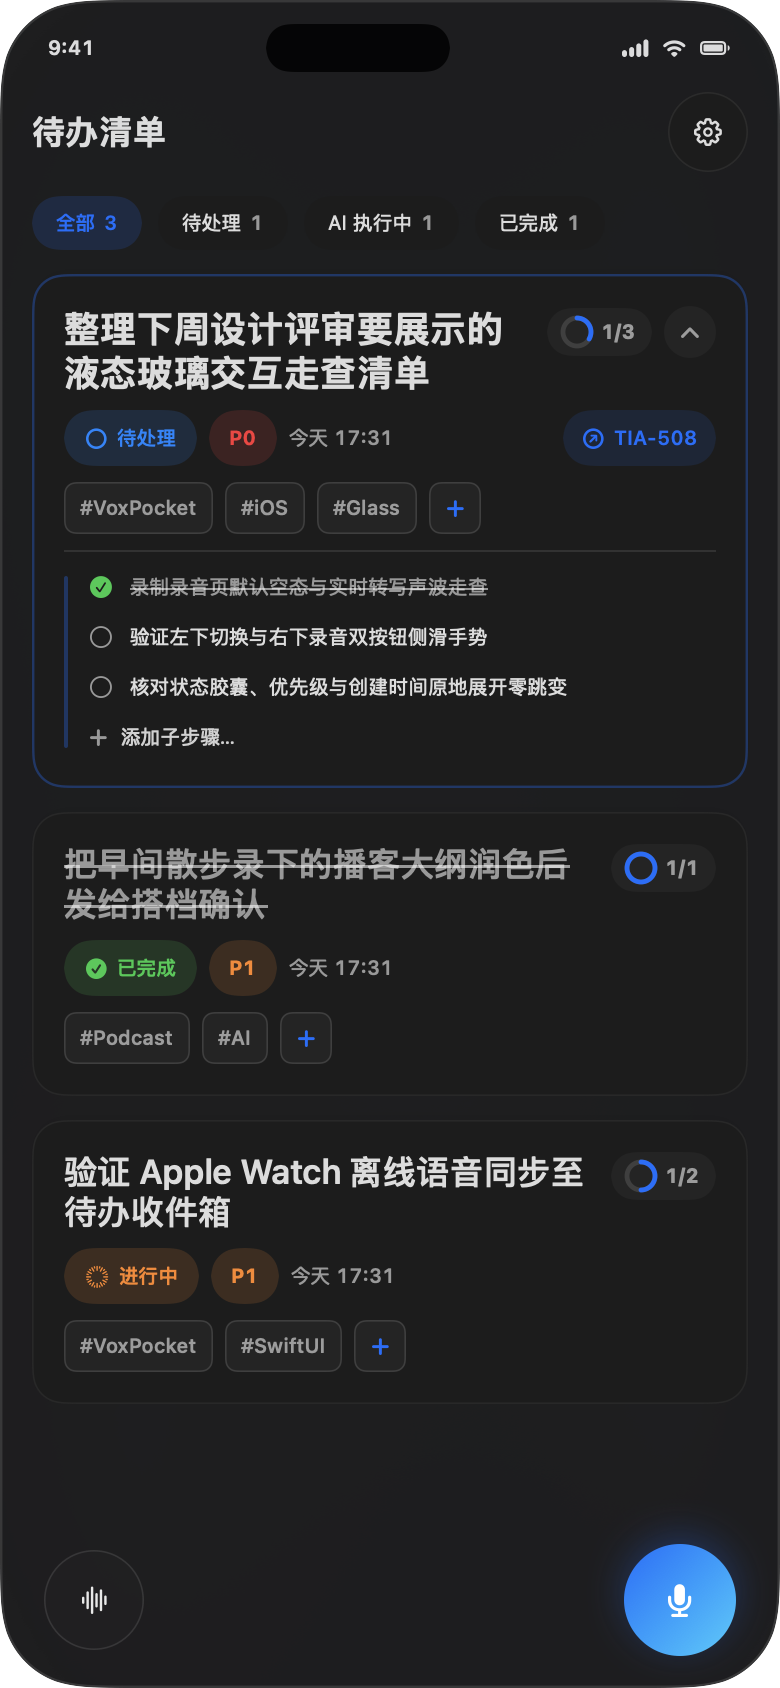 9:41
待办清单
全部 3 待处理 1 AI 执行中 1 已完成 1
整理下周设计评审要展示的
液态玻璃交互走查清单
1/3
待处理 P0 今天 17:31 TIA-508
#VoxPocket #iOS #Glass +
录制录音页默认空态与实时转写声波走查
验证左下切换与右下录音双按钮侧滑手势
核对状态胶囊、优先级与创建时间原地展开零跳变
+ 添加子步骤...
把早间散步录下的播客大纲润色后
发给搭档确认
1/1
已完成 P1 今天 17:31
#Podcast #AI +
验证 Apple Watch 离线语音同步至
待办收件箱
1/2
进行中 P1 今天 17:31
#VoxPocket #SwiftUI +